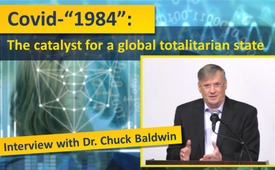 Covid-“1984”:
The catalyst for a global totalitarian state
Interview with Dr. Chuck Baldwin